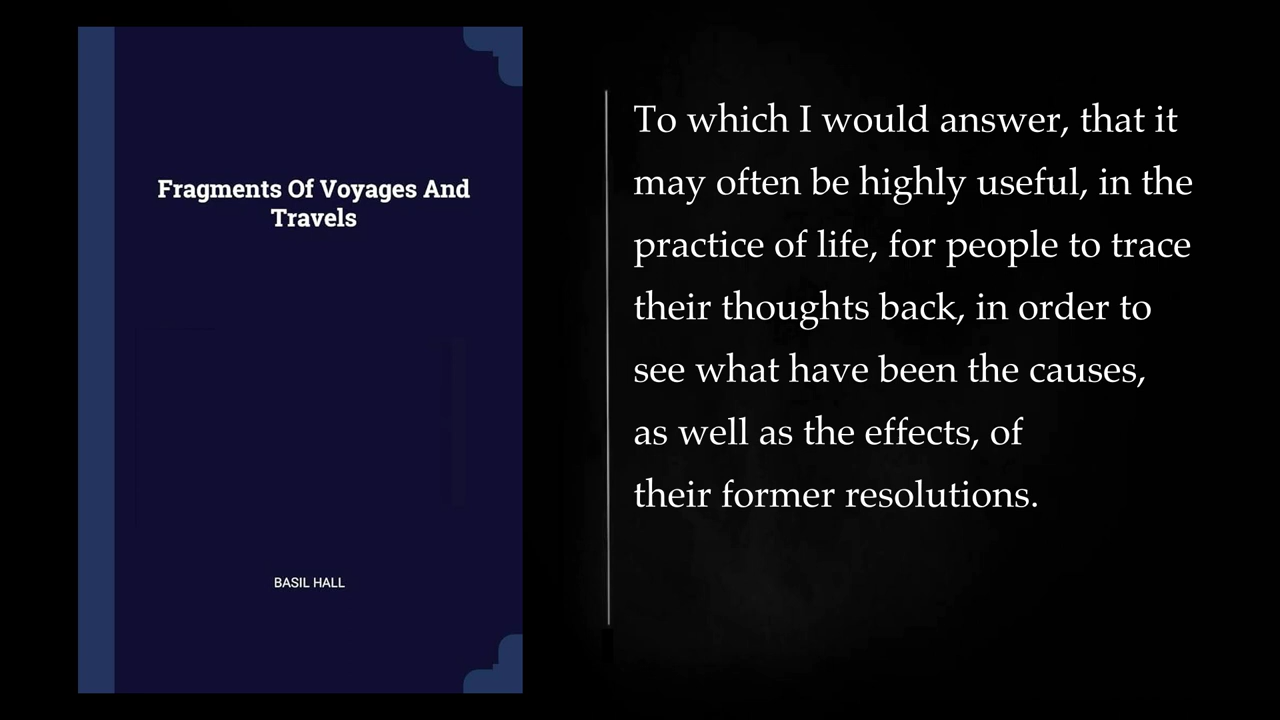 Fragments Of Voyages And
Travels
BASIL HALL
To which I would answer, that it
may often be highly useful, in the
practice of life, for people to trace
their thoughts back, in order to
see what have been the causes,
as well as the effects, of
their former resolutions.